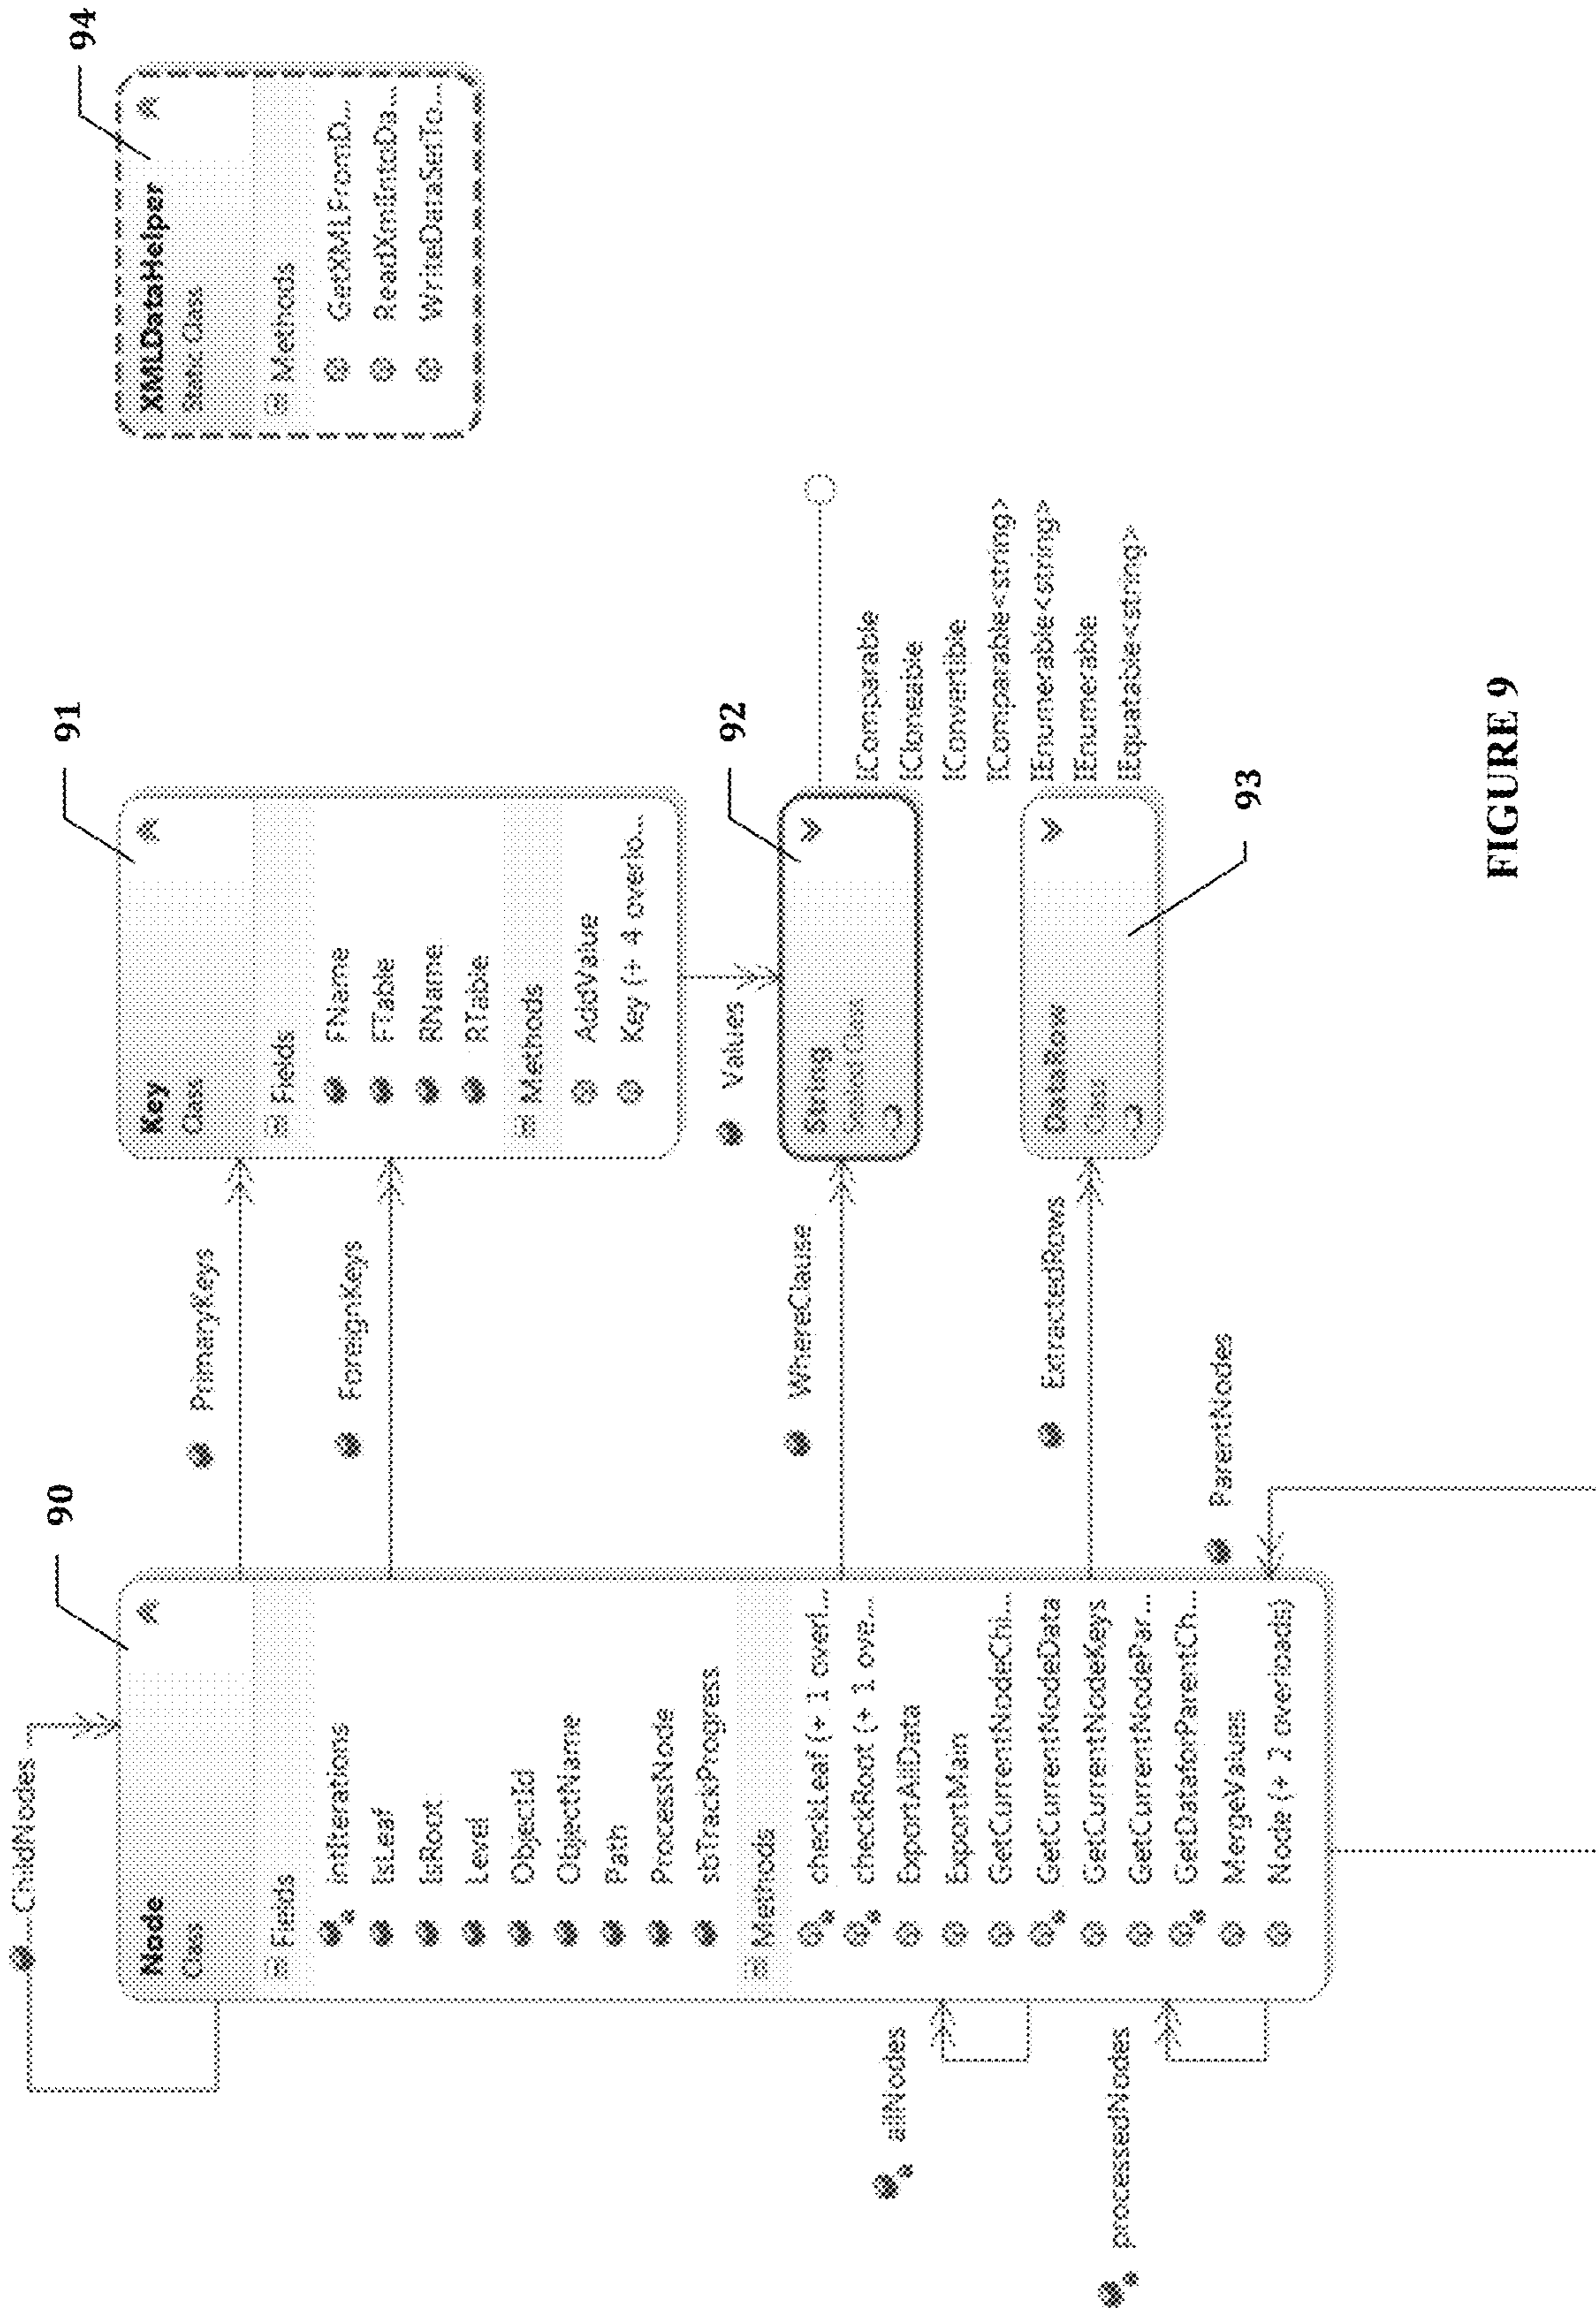 ChildNodes
90
Node
Class
Fields
intIterations
IsLeaf
IsRoot
Level
ObjectId
ObjectName
Path
ProcessNode
sbTrackProgress
Methods
checkLeaf (+ 1 overl...
checkRoot (+ 1 ove...
ExportAllData
ExportMain
GetCurrentNodeChi...
GetCurrentNodeData
GetCurrentNodeKeys
GetCurrentNodePar...
GetDataforParentCh...
MergeValues
Node (+ 2 overloads)
allNodes
processedNodes
PrimaryKeys
ForeignKeys
WhereClause
ExtractedRows
ParentNodes
91
Key
Class
Fields
FName
FTable
RName
RTable
Methods
AddValue
Key (+ 4 overlo...
Values
92
String
Sealed Class
IComparable
ICloneable
IConvertible
IComparable<string>
IEnumerable<string>
IEnumerable
IEquatable<string>
DataRow
Class
93
94
XMLDataHelper
Static Class
Methods
GetXMLFromD...
ReadXmlIntoDa...
WriteDataSetTo...
FIGURE 9